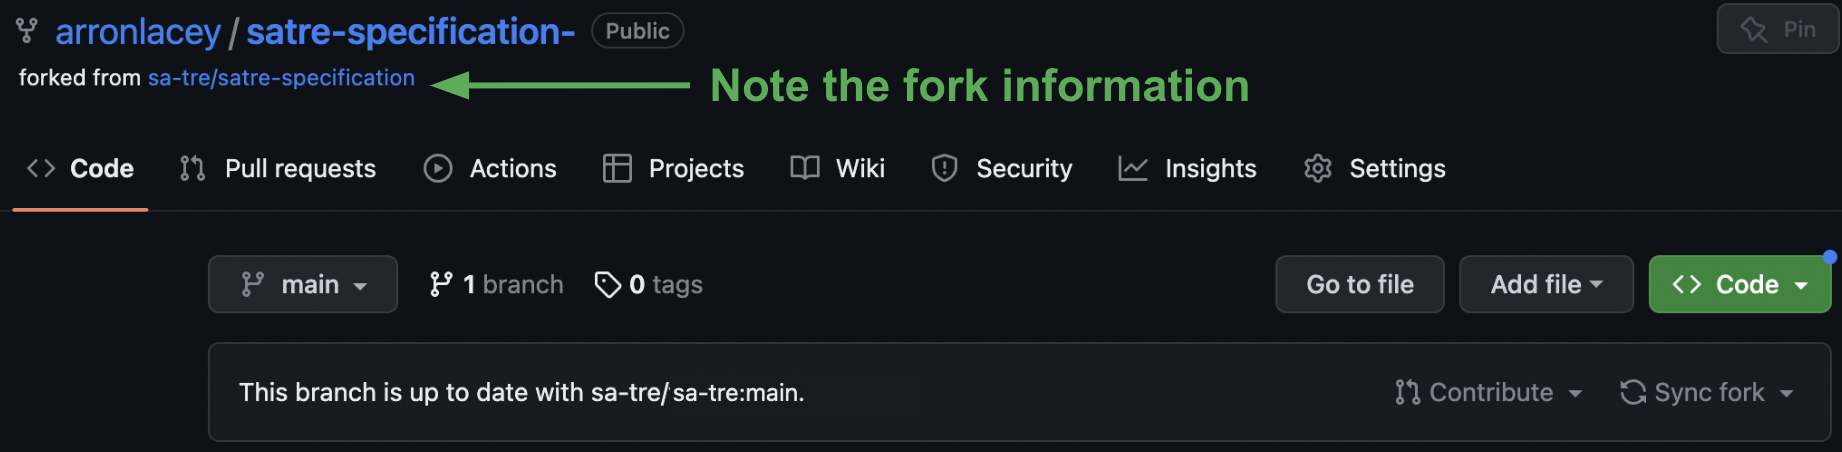 arronlacey / satre-specification- Public Pin
forked from sa-tre/satre-specification Note the fork information
Code Pull requests Actions Projects Wiki Security Insights Settings
main 1 branch 0 tags Go to file Add file Code
This branch is up to date with sa-tre/sa-tre:main. Contribute Sync fork